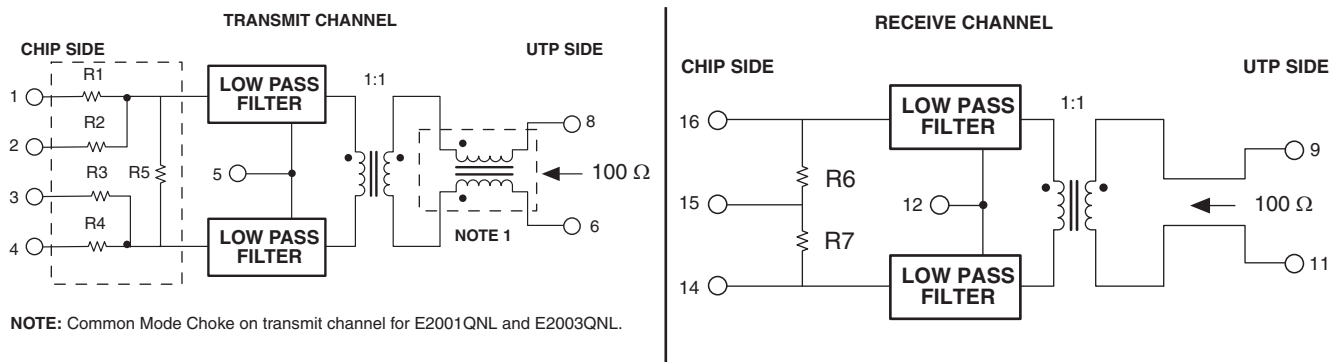 TRANSMIT CHANNEL
CHIP SIDE
UTP SIDE
R1
1
R2
2
R3
R5
3
R4
4
LOW PASS
FILTER
1:1
5
LOW PASS
FILTER
8
100 Ω
6
NOTE 1
NOTE: Common Mode Choke on transmit channel for E2001QNL and E2003QNL.
RECEIVE CHANNEL
CHIP SIDE
UTP SIDE
16
R6
15
R7
14
LOW PASS
FILTER
1:1
12
LOW PASS
FILTER
9
100 Ω
11